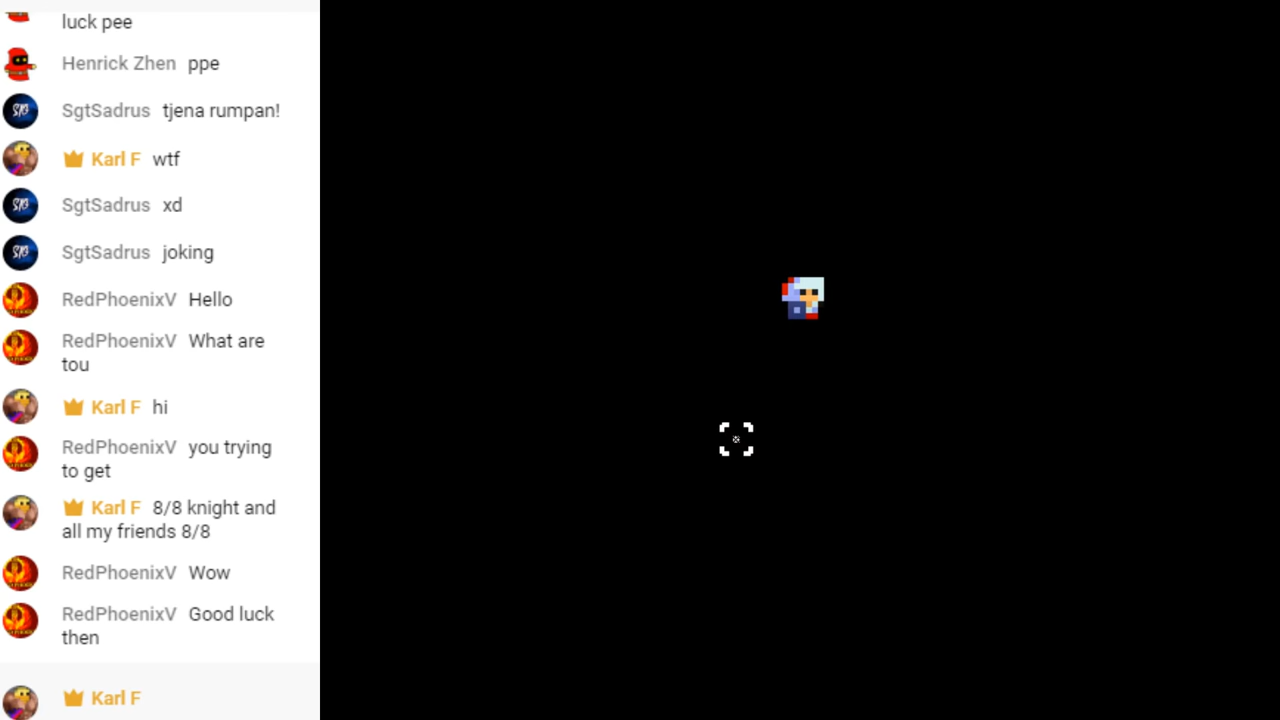 luck pee
Henrick Zhen ppe
SgtSadrus tjena rumpan!
Karl F wtf
SgtSadrus xd
SgtSadrus joking
RedPhoenixV Hello
RedPhoenixV What are
tou
Karl F hi
RedPhoenixV you trying
to get
Karl F 8/8 knight and
all my friends 8/8
RedPhoenixV Wow
RedPhoenixV Good luck
then
Karl F